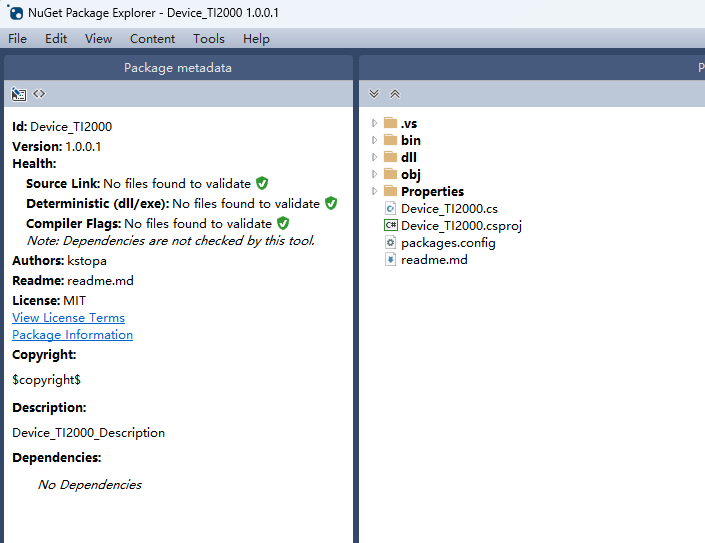 NuGet Package Explorer - Device_TI2000 1.0.0.1
File Edit View Content Tools Help
Package metadata
Id: Device_TI2000
Version: 1.0.0.1
Health:
Source Link: No files found to validate
Deterministic (dll/exe): No files found to validate
Compiler Flags: No files found to validate
Note: Dependencies are not checked by this tool.
Authors: kstopa
Readme: readme.md
License: MIT
View License Terms
Package Information
Copyright:
$copyright$
Description:
Device_TI2000_Description
Dependencies:
No Dependencies
P
.vs
bin
dll
obj
Properties
Device_TI2000.cs
C# Device_TI2000.csproj
packages.config
readme.md